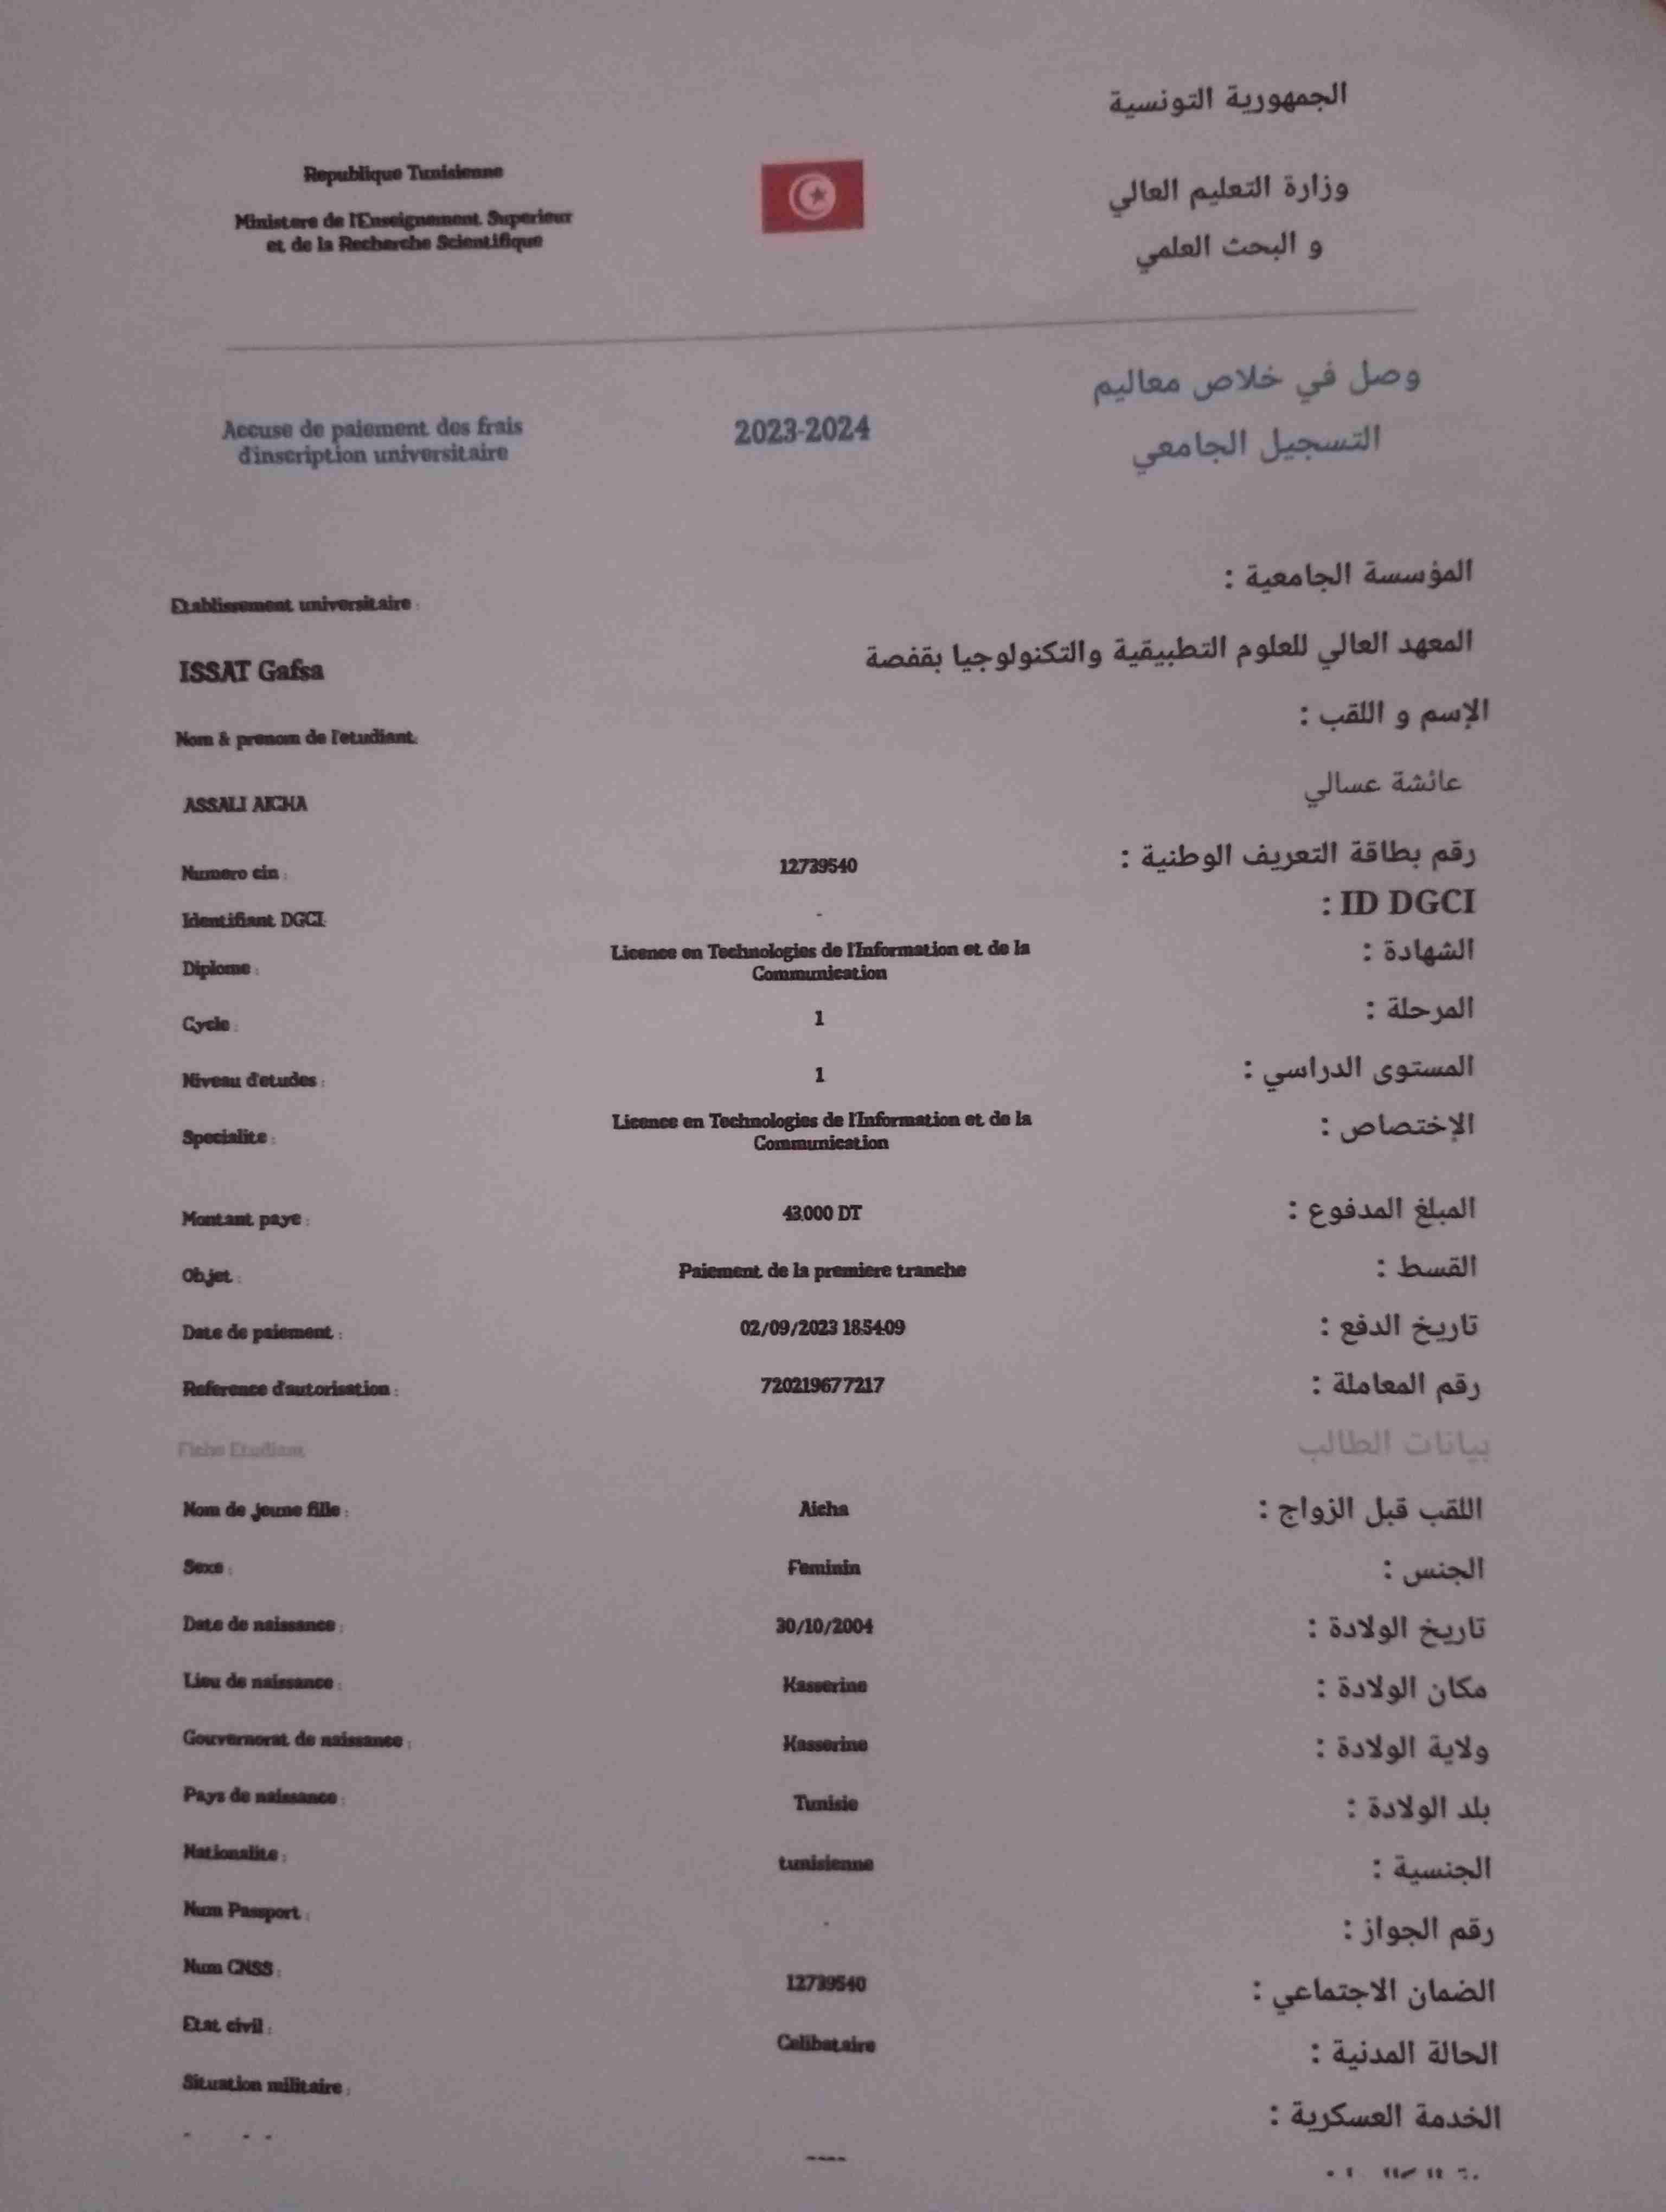 الجمهورية التونسية
Republique Tunisienne
وزارة التعليم العالي
و البحث العلمي
Ministere de l'Enseignement Superieur
et de la Recherche Scientifique
وصل في خلاص معاليم
التسجيل الجامعي
2023-2024
Accuse de paiement des frais
d'inscription universitaire
المؤسسة الجامعية :
Etablissement universitaire :
المعهد العالي للعلوم التطبيقية والتكنولوجيا بقفصة
ISSAT Gafsa
الإسم و اللقب :
Nom & prenom de l'etudiant:
عائشة عسالي
ASSALI AICHA
Numero cin : 12739540 رقم بطاقة التعريف الوطنية :
Identifiant DGCI - ID DGCI :
Diplome : Licence en Technologies de l'Information et de la الشهادة :
Communication
Cycle : 1 المرحلة :
Niveau d'etudes : 1 المستوى الدراسي :
Specialite : Licence en Technologies de l'Information et de la الإختصاص :
Communication
Montant paye : 43.000 DT المبلغ المدفوع :
Objet : Paiement de la premiere tranche القسط :
Date de paiement : 02/09/2023 18:54:09 تاريخ الدفع :
Reference d'autorisation : 720219677217 رقم المعاملة :
Fiche Etudiant بيانات الطالب
Nom de jeune fille : Aicha اللقب قبل الزواج :
Sexe : Feminin الجنس :
Date de naissance : 30/10/2004 تاريخ الولادة :
Lieu de naissance : Kasserine مكان الولادة :
Gouvernorat de naissance : Kasserine ولاية الولادة :
Pays de naissance : Tunisie بلد الولادة :
Nationalite : tunisienne الجنسية :
Num Passport : - رقم الجواز :
Num CNSS : 12739540 الضمان الاجتماعي :
Etat civil : Celibataire الحالة المدنية :
Situation militaire : الخدمة العسكرية :